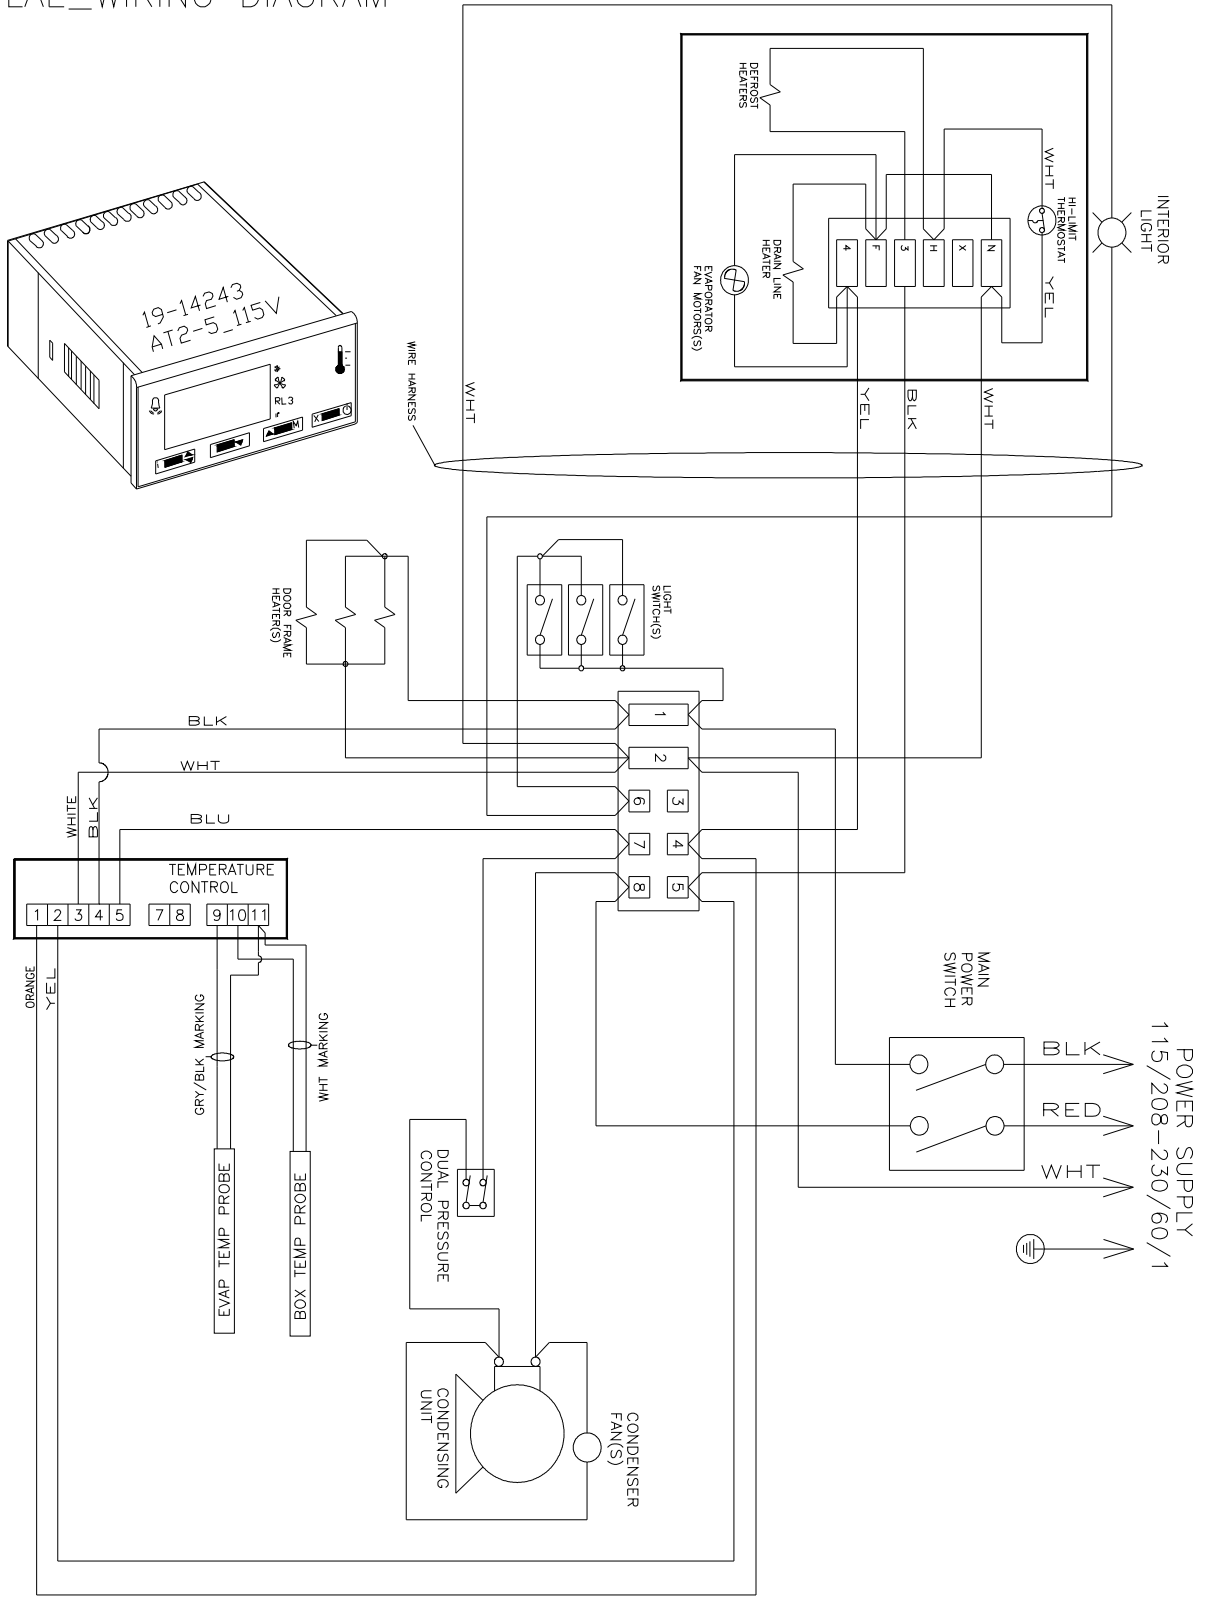 LAE_WIRING DIAGRAM
DEFROST
HEATERS
WHT
HI-LIMIT
THERMOSTAT
YEL
INTERIOR
LIGHT
4
F
3
H
X
N
DRAIN LINE
HEATER
EVAPORATOR
FAN MOTORS(S)
19-14243
AT2-5_115V
RL3
X
M
I
WIRE HARNESS
WHT
YEL
BLK
WHT
DOOR FRAME
HEATER(S)
LIGHT
SWITCH(S)
BLK
WHT
BLU
WHITE
BLK
1
2
6
3
7
4
8
5
TEMPERATURE
CONTROL
1
2
3
4
5
7
8
9
10
11
ORANGE
YEL
GRY/BLK MARKING
WHT MARKING
EVAP TEMP PROBE
BOX TEMP PROBE
MAIN
POWER
SWITCH
BLK
RED
WHT
POWER SUPPLY
115/208-230/60/1
DUAL PRESSURE
CONTROL
CONDENSING
UNIT
CONDENSER
FAN(S)